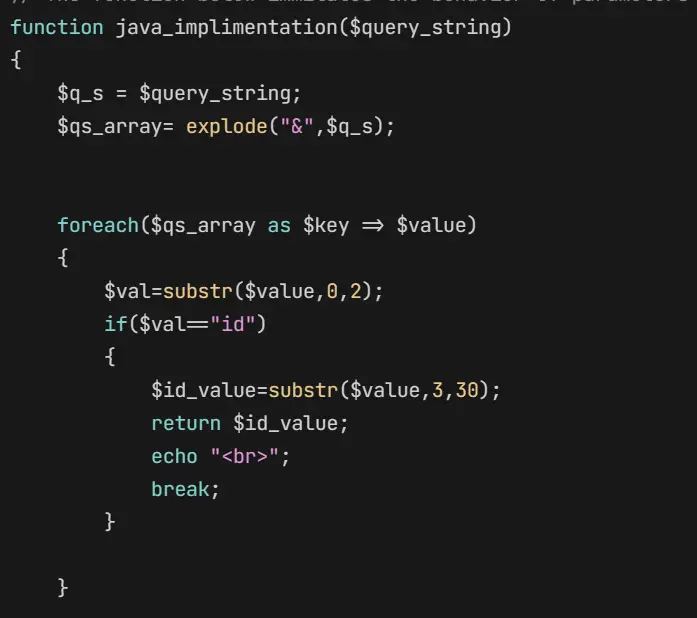 // The function below immitates the behavior of parameters
function java_implimentation($query_string)
{
    $q_s = $query_string;
    $qs_array= explode("&",$q_s);
    foreach($qs_array as $key => $value)
    {
        $val=substr($value,0,2);
        if($val=="id")
        {
            $id_value=substr($value,3,30);
            return $id_value;
            echo "<br>";
            break;
        }
    }